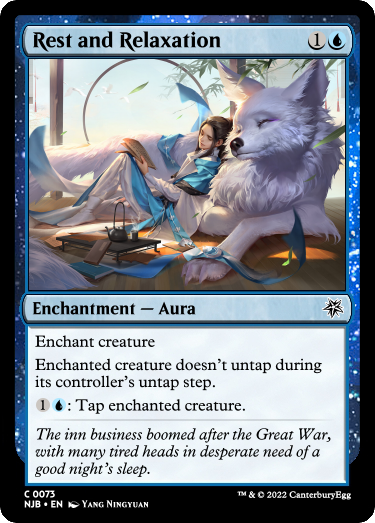 Rest and Relaxation 1
Enchantment — Aura
Enchant creature
Enchanted creature doesn't untap during
its controller's untap step.
1 : Tap enchanted creature.
The inn business boomed after the Great War,
with many tired heads in desperate need of a
good night's sleep.
C 0073
NJB • EN Yang Ningyuan
™ & © 2022 CanterburyEgg